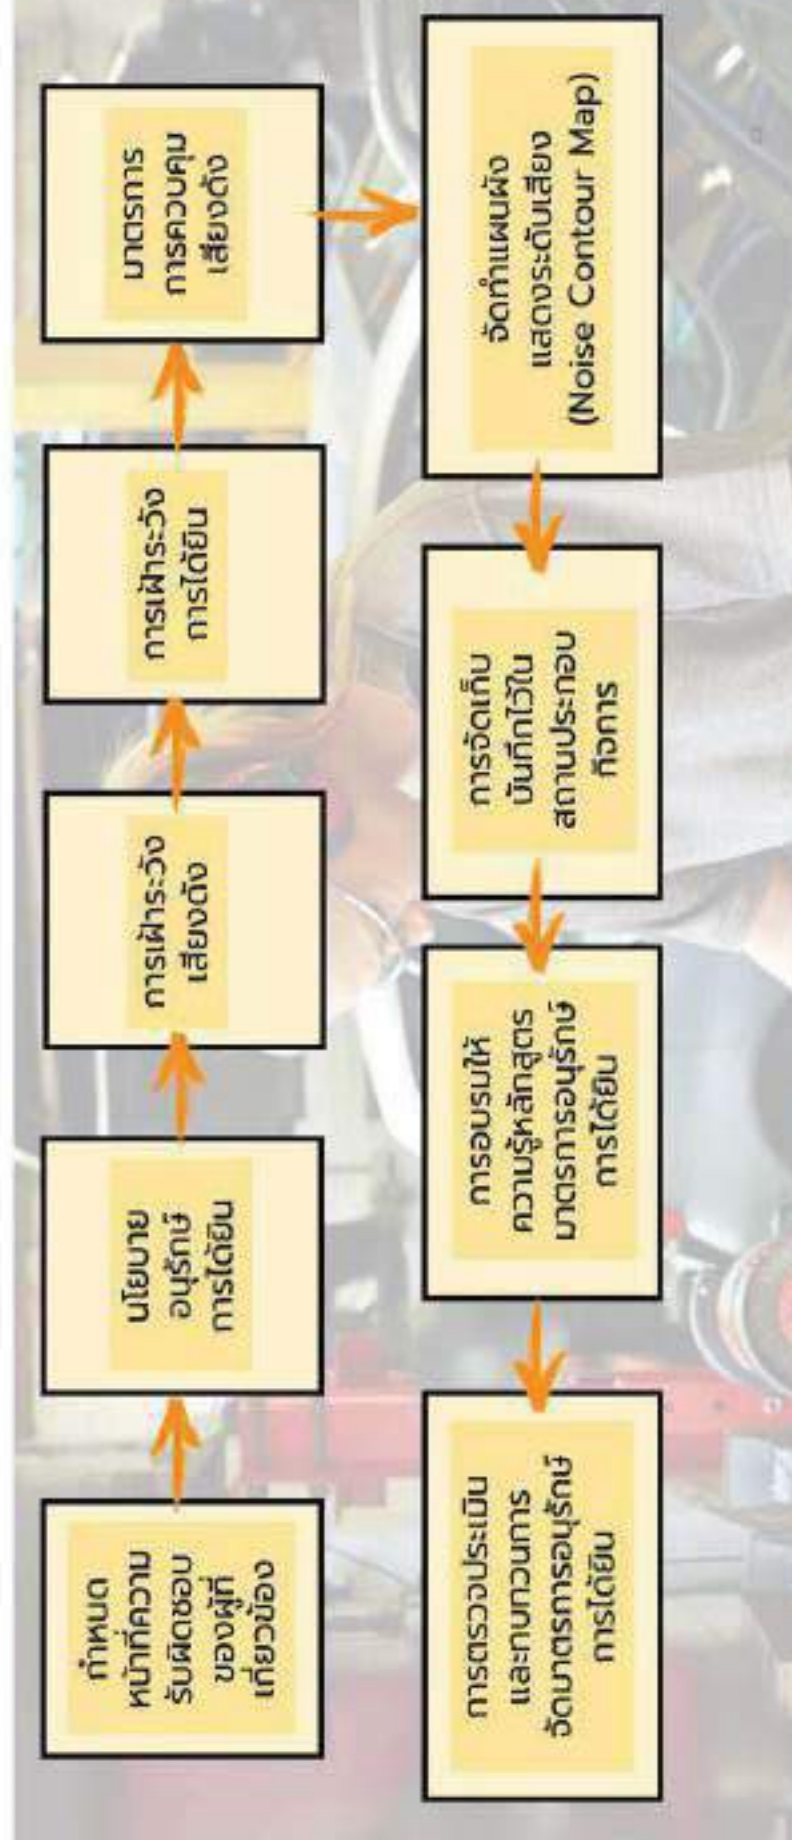 กำหนด
หน้าที่ความ
รับผิดชอบ
ของผู้ที่
เกี่ยวข้อง
นโยบาย
อนุรักษ์
การได้ยิน
การเฝ้าระวัง
เสียงดัง
การเฝ้าระวัง
การได้ยิน
มาตรการ
การควบคุม
เสียงดัง
จัดทำแผนผัง
แสดงระดับเสียง
(Noise Contour Map)
การจัดเก็บ
บันทึกไว้ใน
สถานประกอบ
กิจการ
การอบรมให้
ความรู้หลักสูตร
มาตรการอนุรักษ์
การได้ยิน
การตรวจประเมิน
และทบทวนการ
จัดมาตรการอนุรักษ์
การได้ยิน